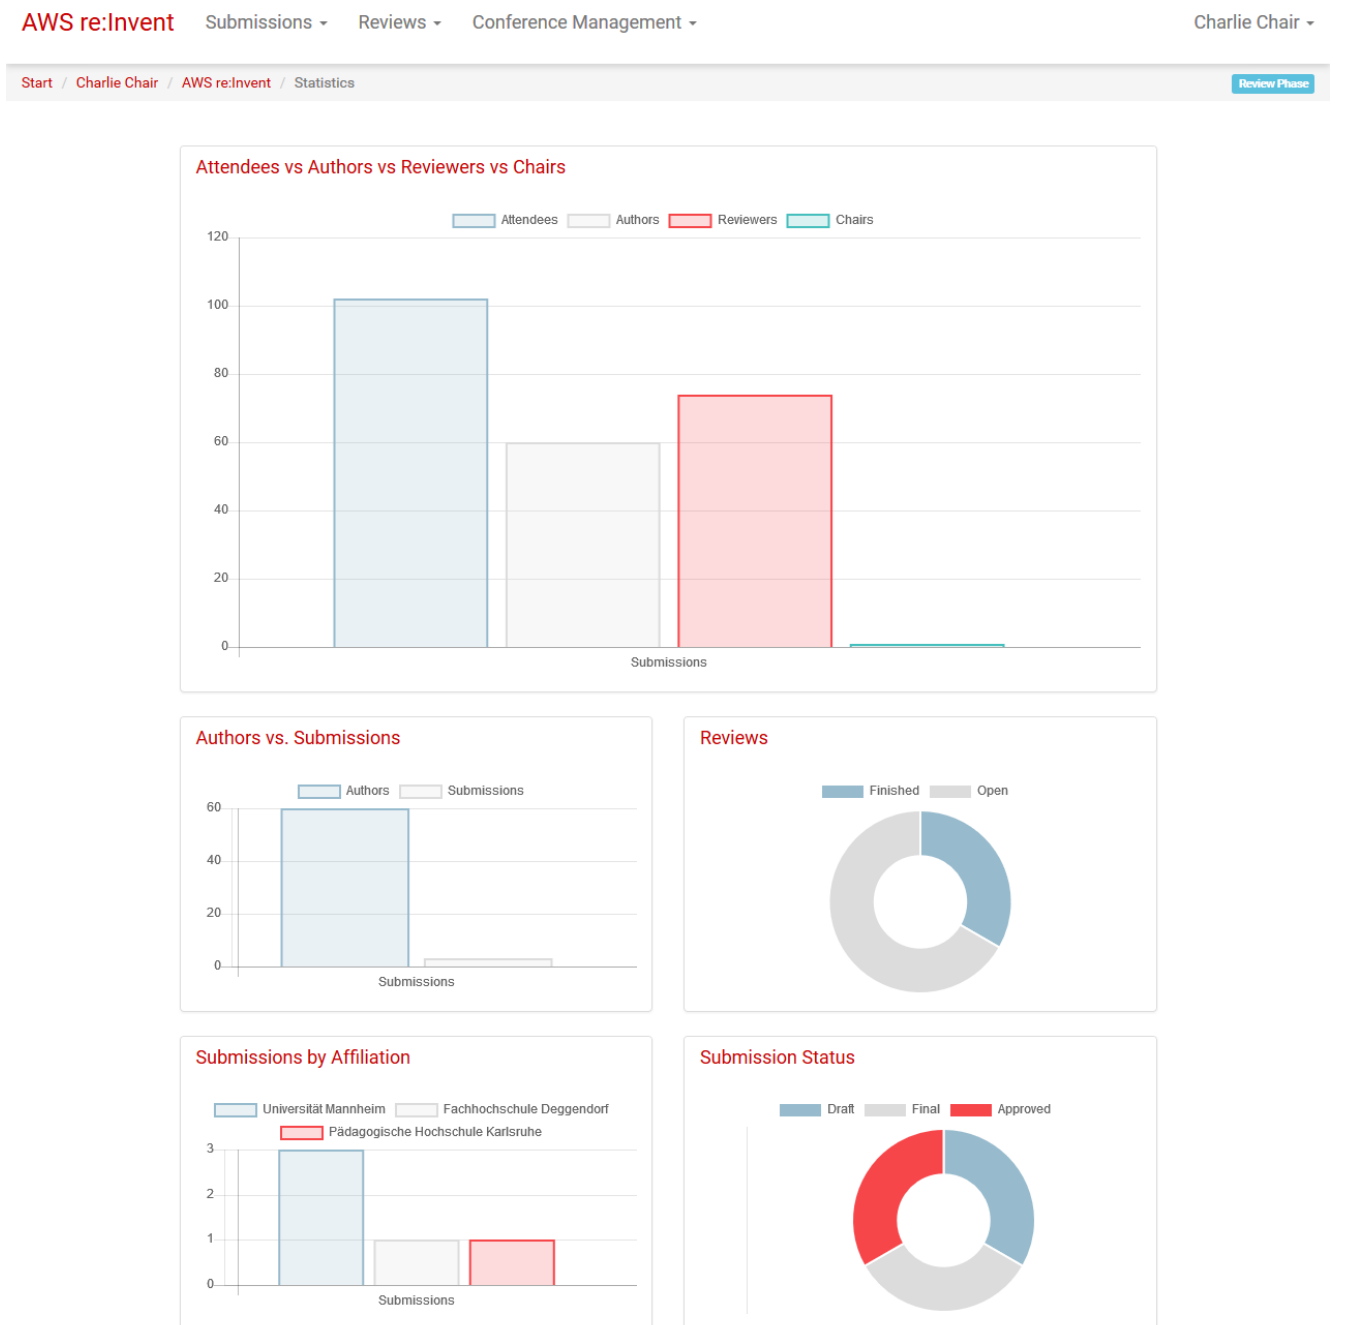 AWS re:Invent Submissions Reviews Conference Management Charlie Chair
Start / Charlie Chair / AWS re:Invent / Statistics Review Phase
Attendees vs Authors vs Reviewers vs Chairs
Attendees Authors Reviewers Chairs
120
100
80
60
40
20
0
Submissions
Authors vs. Submissions
Authors Submissions
60
40
20
0
Submissions
Reviews
Finished Open
Submissions by Affiliation
Universität Mannheim Fachhochschule Deggendorf
Pädagogische Hochschule Karlsruhe
3
2
1
0
Submissions
Submission Status
Draft Final Approved